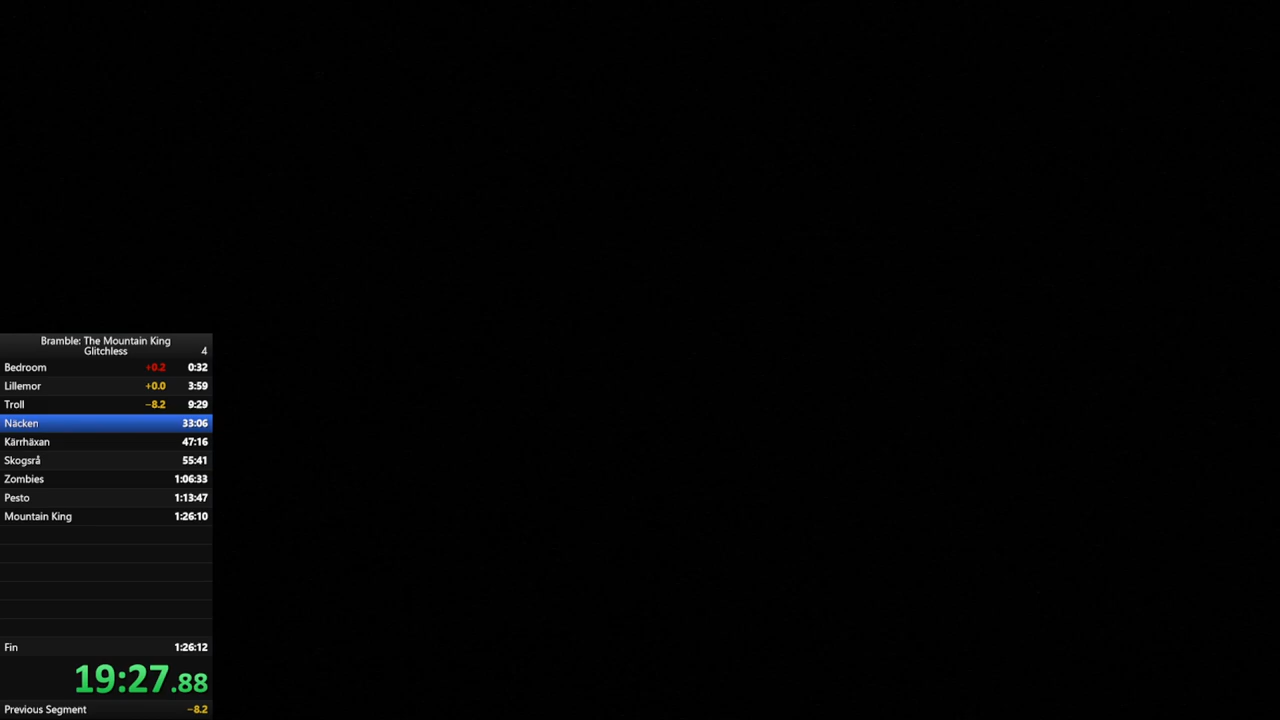 Bramble: The Mountain King
Glitchless 4
Bedroom +0.2 0:32
Lillemor +0.0 3:59
Troll −8.2 9:29
Näcken 33:06
Kärrhäxan 47:16
Skogsrå 55:41
Zombies 1:06:33
Pesto 1:13:47
Mountain King 1:26:10
Fin 1:26:12
19:27.88
Previous Segment −8.2